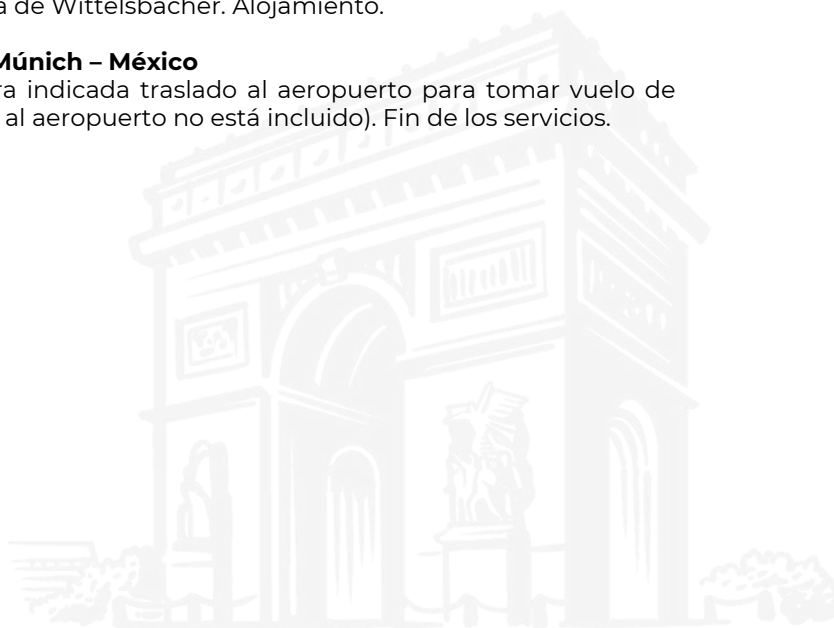 a de Wittelsbacher. Alojamiento.
Múnich – México
ra indicada traslado al aeropuerto para tomar vuelo de
al aeropuerto no está incluido). Fin de los servicios.